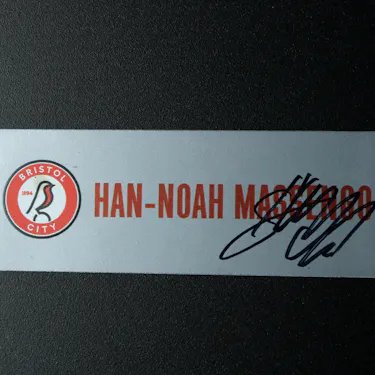 BRISTOL
1894
CITY
HAN-NOAH MASSENGO